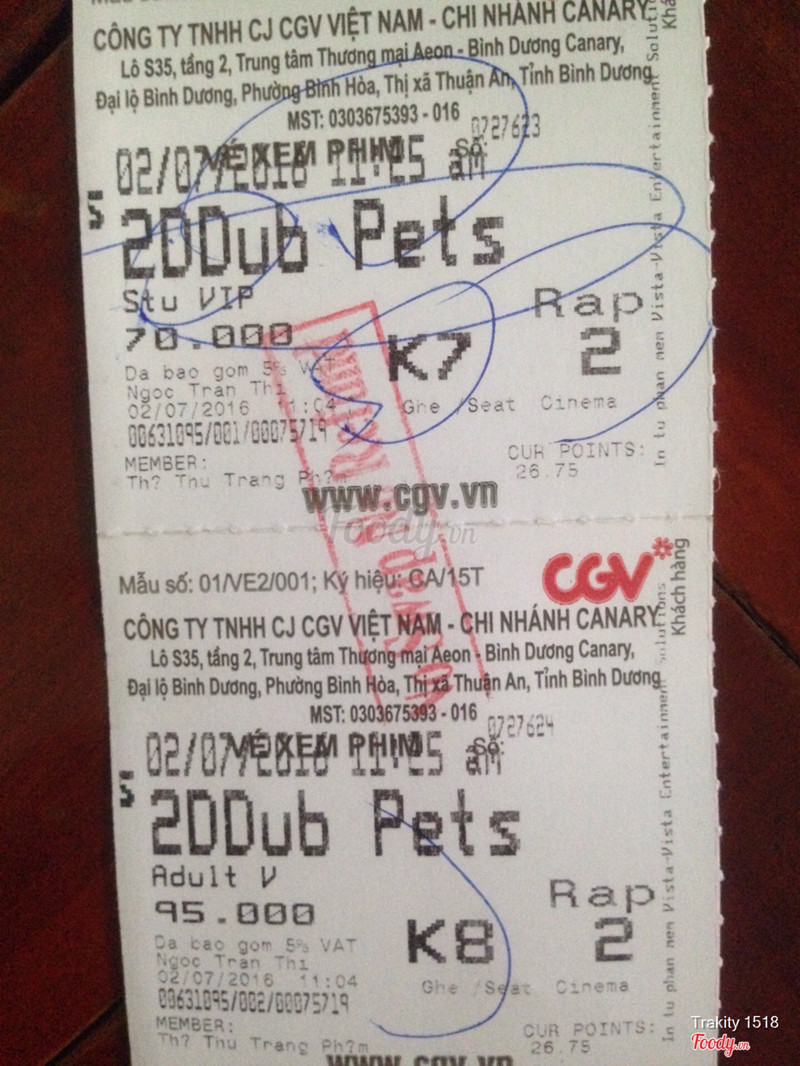 CÔNG TY TNHH CJ CGV VIỆT NAM - CHI NHÁNH CANARY
Lô S35, tầng 2, Trung tâm Thương mại Aeon - Bình Dương Canary,
Đại lộ Bình Dương, Phường Bình Hòa, Thị xã Thuận An, Tỉnh Bình Dương
MST: 0303675393 - 016
VÉ XEM PHIM Số: 0727623
02/07/2016 11:25 am
S
2DDub Pets
Stu VIP
70.000
K7
Rap
2
Da bao gom 5% VAT
Ngoc Tran Thi
02/07/2016 11:04
Ghe /Seat Cinema
00631095/001/00075719
MEMBER:
Th? Thu Trang Ph?m
CUR POINTS:
26.75
www.cgv.vn
In tu phan men Vista-Vista Entertainment Solutions
Foody.vn
Mẫu số: 01/VE2/001; Ký hiệu: CA/15T
CGV
Khách hàng
CÔNG TY TNHH CJ CGV VIỆT NAM - CHI NHÁNH CANARY
Lô S35, tầng 2, Trung tâm Thương mại Aeon - Bình Dương Canary,
Đại lộ Bình Dương, Phường Bình Hòa, Thị xã Thuận An, Tỉnh Bình Dương
MST: 0303675393 - 016
VÉ XEM PHIM Số: 0727624
02/07/2016 11:25 am
S
2DDub Pets
Adult V
95.000
K8
Rap
2
Da bao gom 5% VAT
Ngoc Tran Thi
02/07/2016 11:04
Ghe /Seat Cinema
00631095/002/00075719
MEMBER:
Th? Thu Trang Ph?m
CUR POINTS:
26.75
www.cgv.vn
In tu phan men Vista-Vista Entertainment Solutions
Trakity 1518
Foody.vn